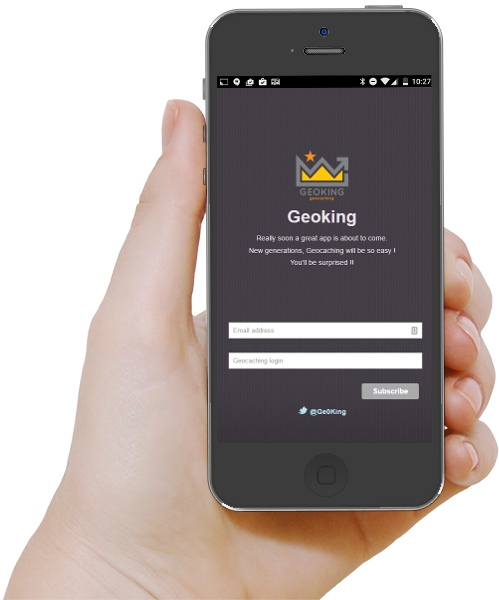 10:27
GEOKING
geocaching
Geoking
Really soon a great app is about to come.
New generations, Geocaching will be so easy !
You'll be surprised !!
Email address
Geocaching login
Subscribe
@Ge0King